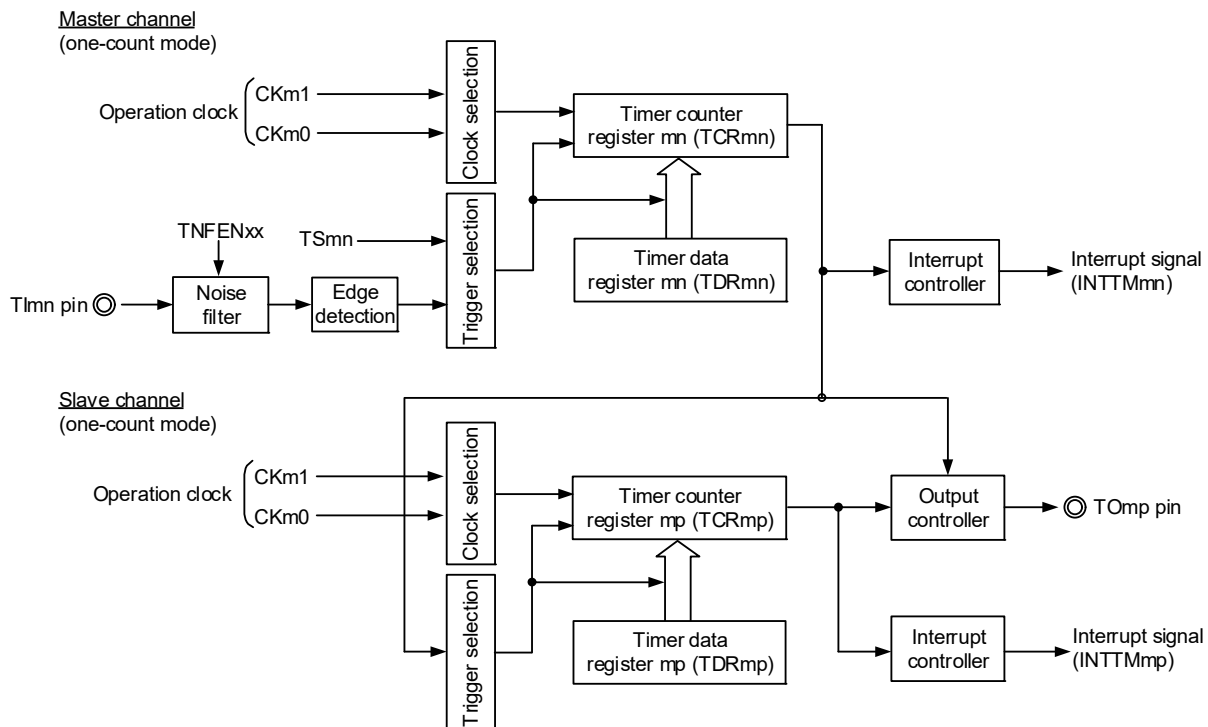 Master channel
(one-count mode)
Operation clock
CKm1
CKm0
Clock selection
Timer counter
register mn (TCRmn)
TNFENxx
TSmn
Trigger selection
Timer data
register mn (TDRmn)
TImn pin
Noise
filter
Edge
detection
Interrupt
controller
Interrupt signal
(INTTMmn)
Slave channel
(one-count mode)
Operation clock
CKm1
CKm0
Clock selection
Timer counter
register mp (TCRmp)
Output
controller
TOmp pin
Trigger selection
Timer data
register mp (TDRmp)
Interrupt
controller
Interrupt signal
(INTTMmp)